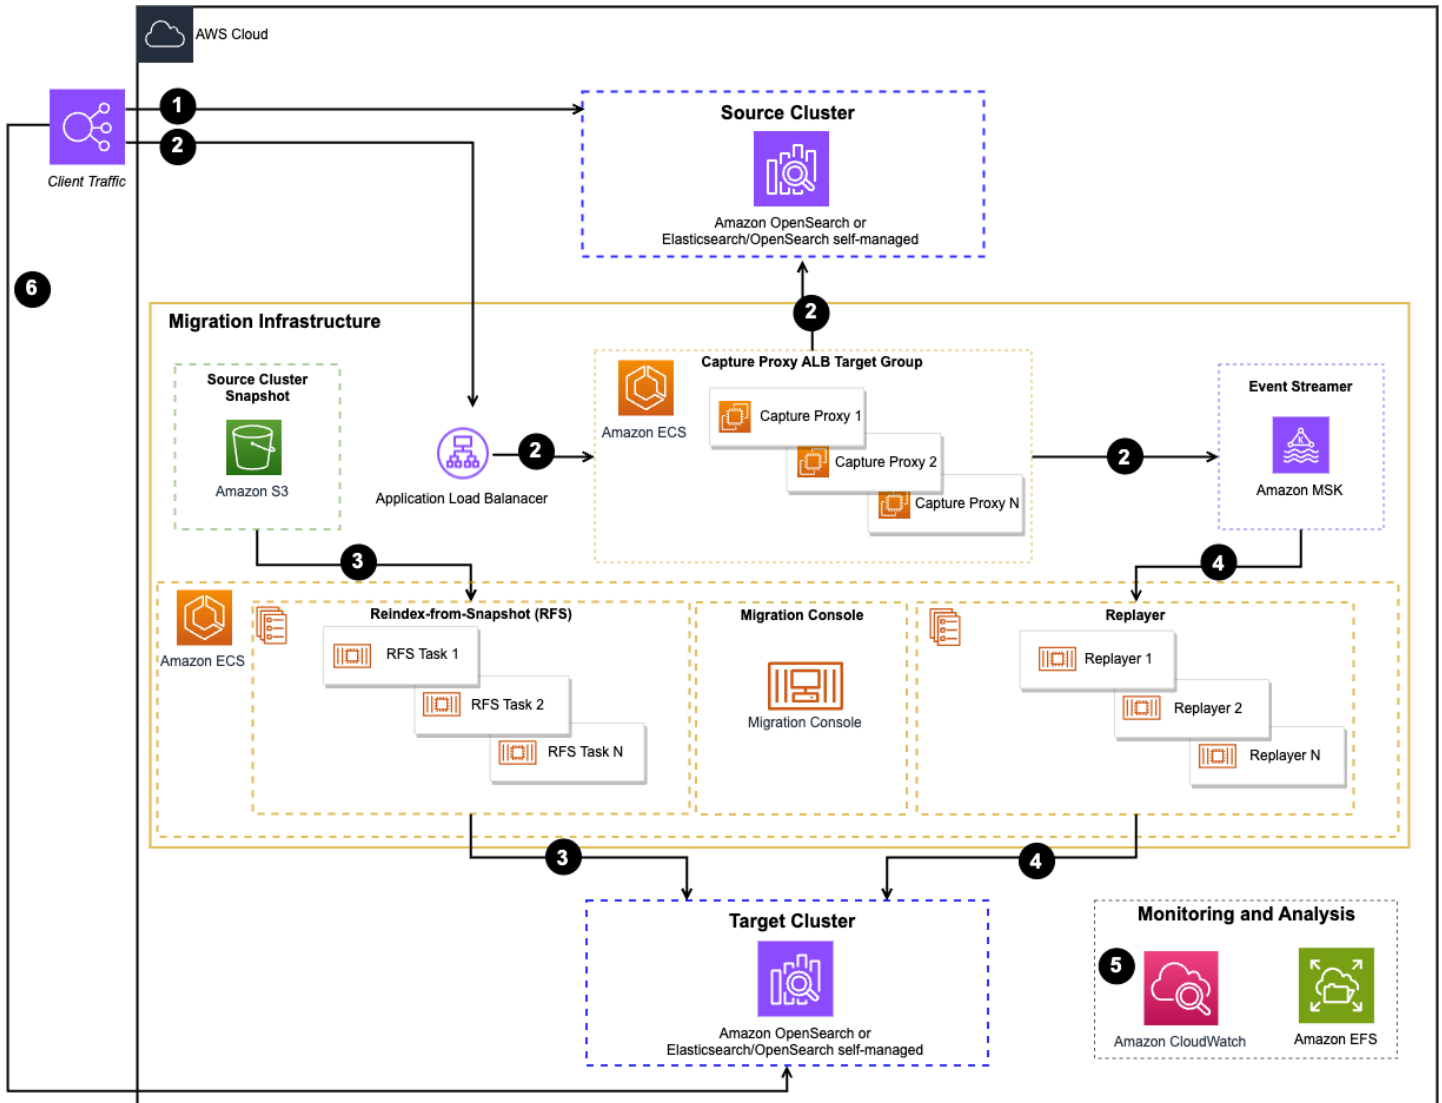 AWS Cloud
1
2
Client Traffic
Source Cluster
Amazon OpenSearch or
Elasticsearch/OpenSearch self-managed
6
2
Migration Infrastructure
Source Cluster
Snapshot
Amazon S3
Application Load Balanacer
2
Capture Proxy ALB Target Group
Amazon ECS
Capture Proxy 1
Capture Proxy 2
Capture Proxy N
2
Event Streamer
Amazon MSK
3
4
Amazon ECS
Reindex-from-Snapshot (RFS)
RFS Task 1
RFS Task 2
RFS Task N
Migration Console
Migration Console
Replayer
Replayer 1
Replayer 2
Replayer N
3
4
Target Cluster
Amazon OpenSearch or
Elasticsearch/OpenSearch self-managed
Monitoring and Analysis
5
Amazon CloudWatch
Amazon EFS